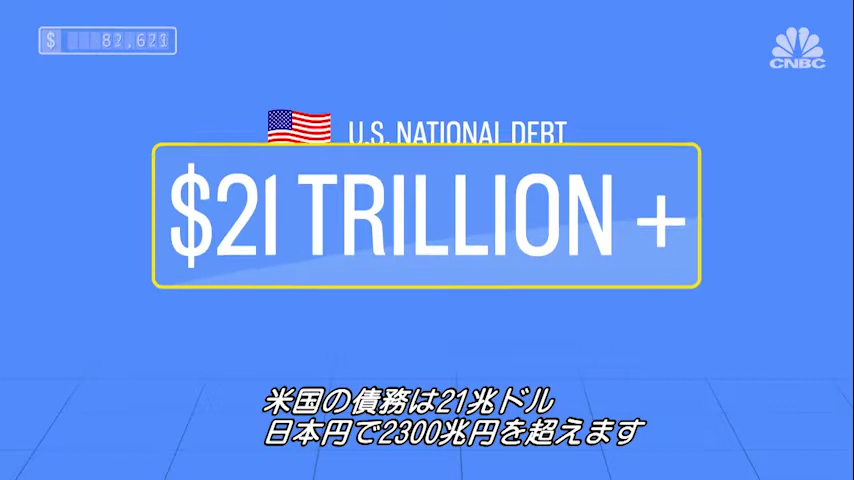 $ 82,621
CNBC
U.S. NATIONAL DEBT
$21 TRILLION +
米国の債務は21兆ドル
日本円で2300兆円を超えます